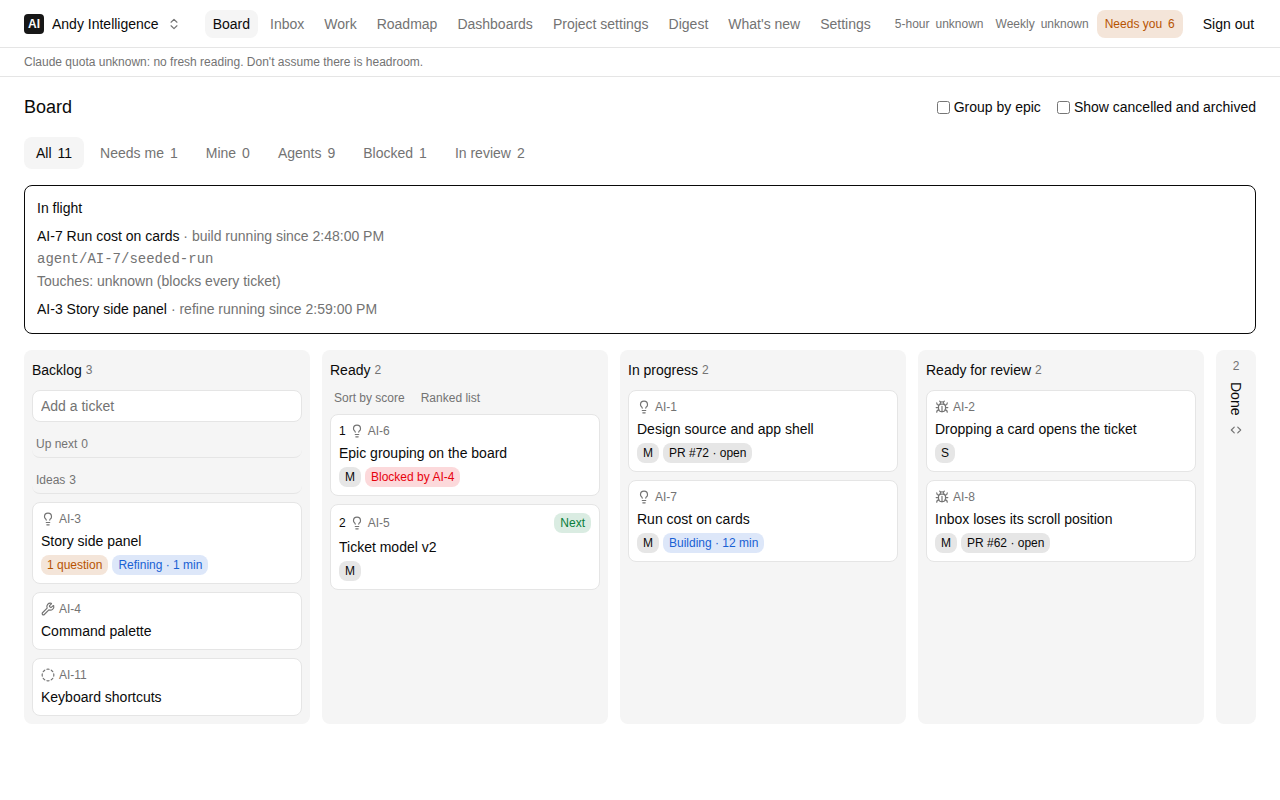 AI Andy Intelligence Board Inbox Work Roadmap Dashboards Project settings Digest What's new Settings 5-hour unknown Weekly unknown Needs you 6 Sign out
Claude quota unknown: no fresh reading. Don't assume there is headroom.
Board
Group by epic Show cancelled and archived
All 11 Needs me 1 Mine 0 Agents 9 Blocked 1 In review 2
In flight
AI-7 Run cost on cards · build running since 2:48:00 PM
agent/AI-7/seeded-run
Touches: unknown (blocks every ticket)
AI-3 Story side panel · refine running since 2:59:00 PM
Backlog 3
Add a ticket
Up next 0
Ideas 3
AI-3
Story side panel
1 question Refining · 1 min
AI-4
Command palette
AI-11
Keyboard shortcuts
Ready 2
Sort by score Ranked list
1 AI-6
Epic grouping on the board
M Blocked by AI-4
2 AI-5 Next
Ticket model v2
M
In progress 2
AI-1
Design source and app shell
M PR #72 · open
AI-7
Run cost on cards
M Building · 12 min
Ready for review 2
AI-2
Dropping a card opens the ticket
S
AI-8
Inbox loses its scroll position
M PR #62 · open
2
Done